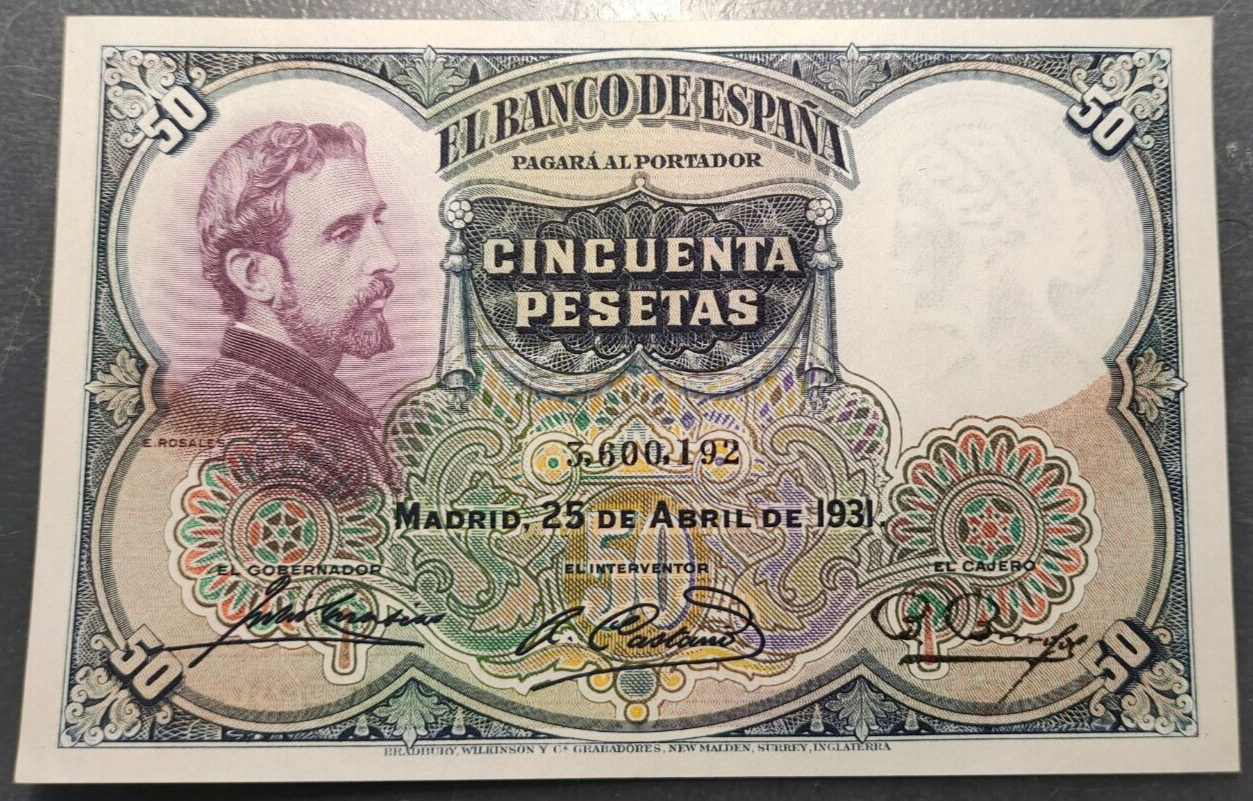 50
50
EL BANCO DE ESPAÑA
PAGARÁ AL PORTADOR
CINCUENTA
PESETAS
E. ROSALES
3,600,192
MADRID, 25 DE ABRIL DE 1931.
50
EL GOBERNADOR
EL INTERVENTOR
EL CAJERO
50
50
BRADBURY, WILKINSON Y Cª GRABADORES, NEW MALDEN, SURREY, INGLATERRA